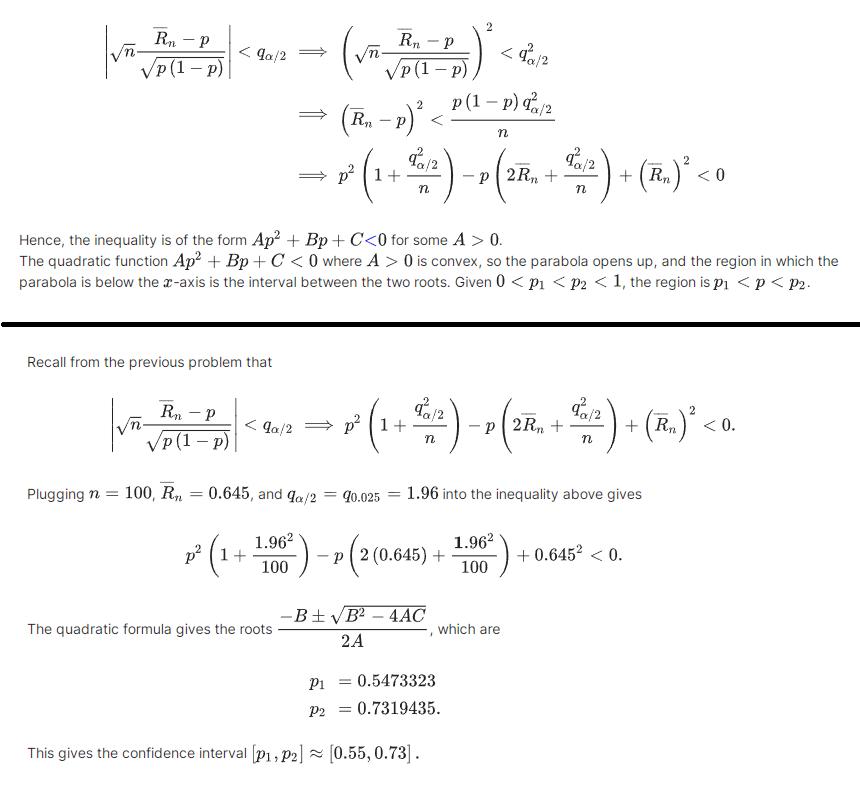 $\left| \sqrt{n} \frac{\overline{R}_n - p}{\sqrt{p(1-p)}} \right| < q_{\alpha/2} \implies \left( \sqrt{n} \frac{\overline{R}_n - p}{\sqrt{p(1-p)}} \right)^2 < q_{\alpha/2}^2$
$\implies \left( \overline{R}_n - p \right)^2 < \frac{p(1-p) q_{\alpha/2}^2}{n}$
$\implies p^2 \left( 1 + \frac{q_{\alpha/2}^2}{n} \right) - p \left( 2\overline{R}_n + \frac{q_{\alpha/2}^2}{n} \right) + \left( \overline{R}_n \right)^2 < 0$
Hence, the inequality is of the form $Ap^2 + Bp + C < 0$ for some $A > 0$.
The quadratic function $Ap^2 + Bp + C < 0$ where $A > 0$ is convex, so the parabola opens up, and the region in which the
parabola is below the $x$-axis is the interval between the two roots. Given $0 < p_1 < p_2 < 1$, the region is $p_1 < p < p_2$.
Recall from the previous problem that
$\left| \sqrt{n} \frac{\overline{R}_n - p}{\sqrt{p(1-p)}} \right| < q_{\alpha/2} \implies p^2 \left( 1 + \frac{q_{\alpha/2}^2}{n} \right) - p \left( 2\overline{R}_n + \frac{q_{\alpha/2}^2}{n} \right) + \left( \overline{R}_n \right)^2 < 0.$
Plugging $n = 100$, $\overline{R}_n = 0.645$, and $q_{\alpha/2} = q_{0.025} = 1.96$ into the inequality above gives
$p^2 \left( 1 + \frac{1.96^2}{100} \right) - p \left( 2(0.645) + \frac{\mathbf{1}.96^2}{100} \right) + 0.645^2 < 0.$
The quadratic formula gives the roots $\frac{-B \pm \sqrt{B^2 - 4AC}}{2A}$, which are
$p_1 = 0.5473323$
$p_2 = 0.7319435.$
This gives the confidence interval $[p_1, p_2] \approx [0.55, 0.73]$.